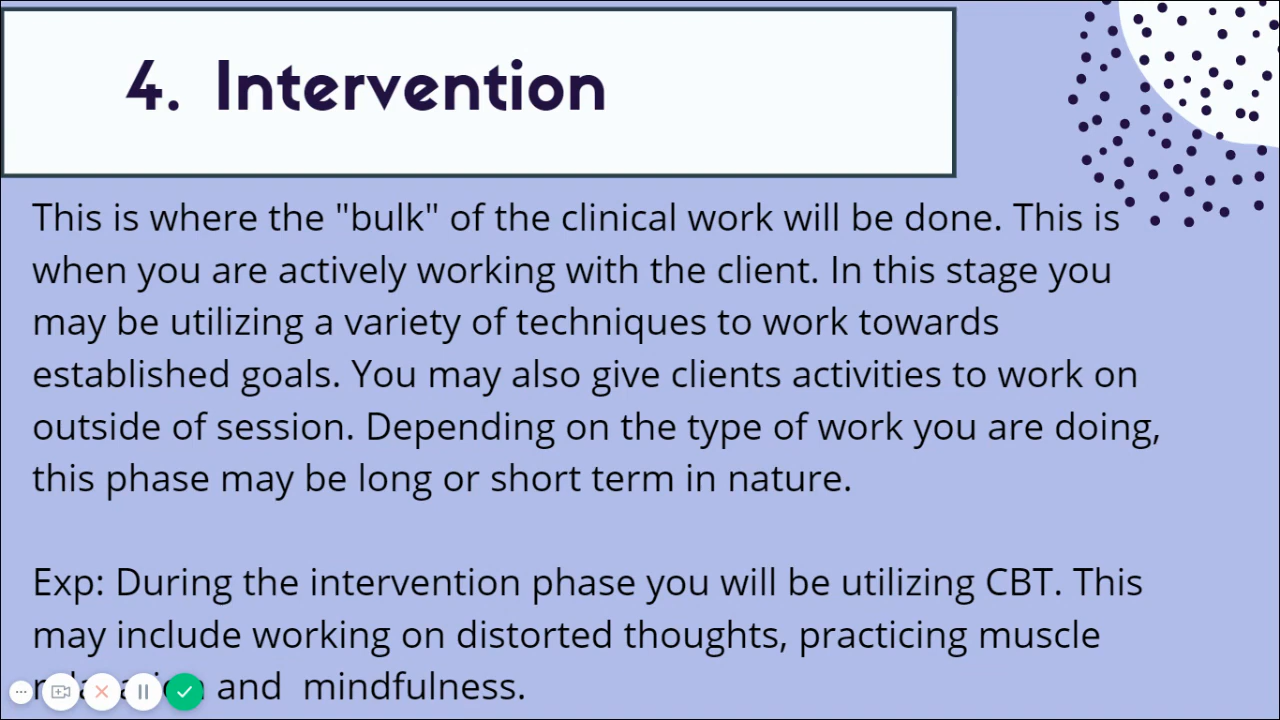 4. Intervention
This is where the "bulk" of the clinical work will be done. This is
when you are actively working with the client. In this stage you
may be utilizing a variety of techniques to work towards
established goals. You may also give clients activities to work on
outside of session. Depending on the type of work you are doing,
this phase may be long or short term in nature.
Exp: During the intervention phase you will be utilizing CBT. This
may include working on distorted thoughts, practicing muscle
and mindfulness.